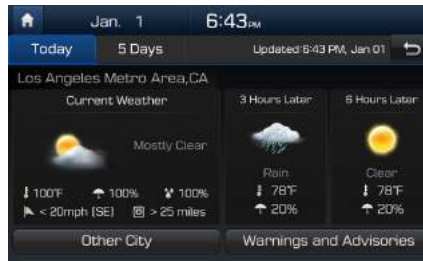 Jan. 1 6:43PM
Today 5 Days Updated:6:43 PM, Jan 01
Los Angeles Metro Area,CA
Current Weather
Mostly Clear
100°F 100% 100%
< 20mph (SE) > 25 miles
3 Hours Later
Rain
78°F
20%
6 Hours Later
Clear
78°F
20%
Other City Warnings and Advisories